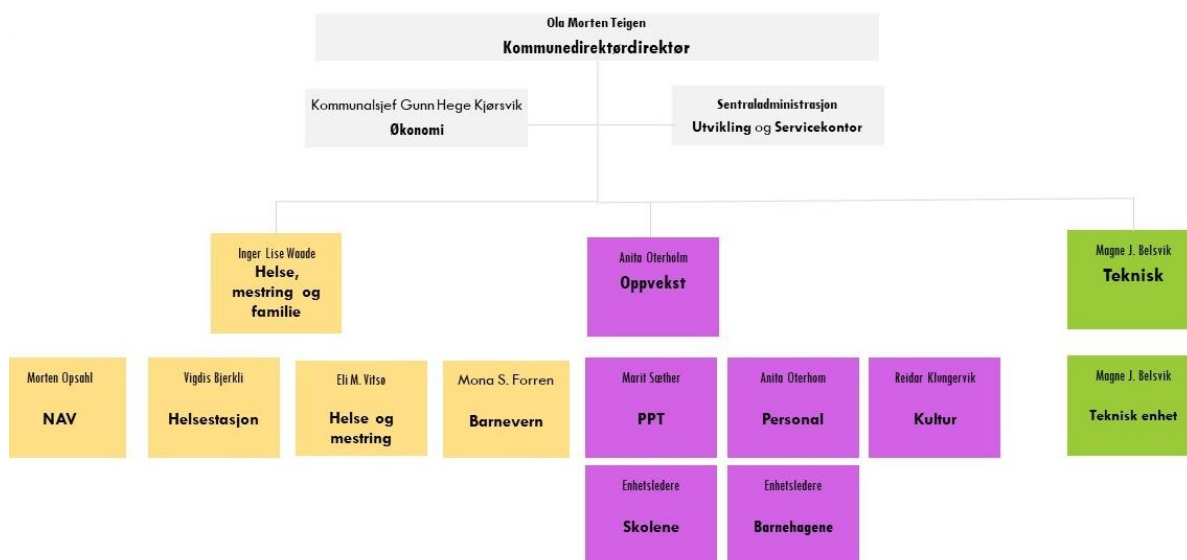 Ola Morten Teigen
Kommunedirektørdirektør
Kommunalsjef Gunn Hege Kjørsvik
Økonomi
Sentraladministrasjon
Utvikling og Servicekontor
Inger Lise Waade
Helse,
mestring og
familie
Anita Oterholm
Oppvekst
Magne J. Belsvik
Teknisk
Morten Opsahl
NAV
Vigdis Bjerkli
Helsestasjon
Eli M. Vitsø
Helse og
mestring
Mona S. Forren
Barnevern
Marit Sæther
PPT
Anita Oterhom
Personal
Reidar Klungervik
Kultur
Magne J. Belsvik
Teknisk enhet
Enhetsledere
Skolene
Enhetsledere
Barnehagene